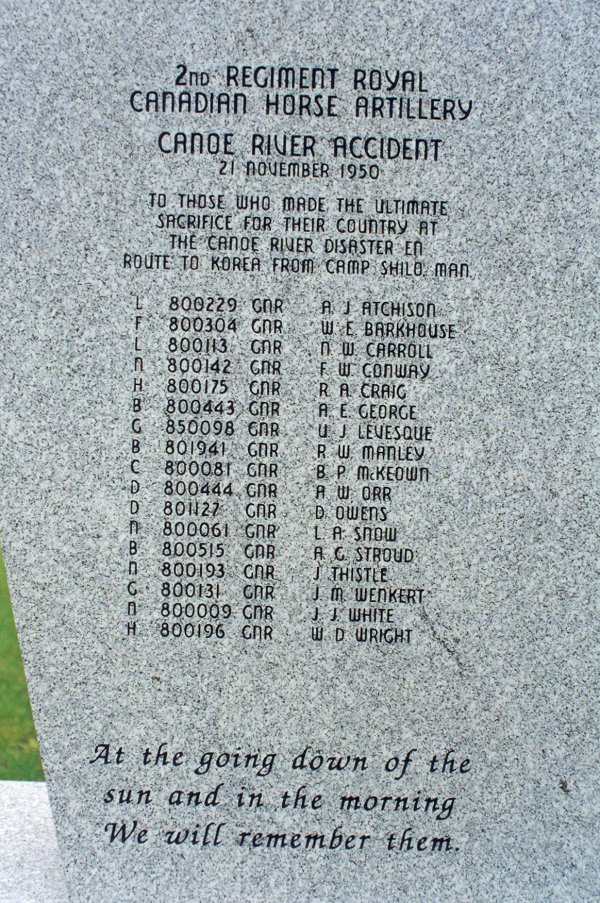 2ND REGIMENT ROYAL
CANADIAN HORSE ARTILLERY
CANOE RIVER ACCIDENT
21 NOVEMBER 1950
TO THOSE WHO MADE THE ULTIMATE
SACRIFICE FOR THEIR COUNTRY AT
THE CANOE RIVER DISASTER EN
ROUTE TO KOREA FROM CAMP SHILO, MAN.
L 800229 GNR A. J. ATCHISON
F 800304 GNR W. E. BARKHOUSE
L 800113 GNR N. W. CARROLL
N 800142 GNR F. W. CONWAY
H 800175 GNR R. A. CRAIG
B 800443 GNR A. E. GEORGE
G 850098 GNR U. J. LEVESQUE
B 801941 GNR R. W. MANLEY
C 800081 GNR B. P. McKEOWN
D 800444 GNR A. W. ORR
D 801127 GNR D. OWENS
N 800061 GNR L. A. SNOW
B 800515 GNR A. G. STROUD
N 800193 GNR J. THISTLE
G 800131 GNR J. M. WENKERT
N 800009 GNR J. J. WHITE
H 800196 GNR W. D. WRIGHT
At the going down of the
sun and in the morning
We will remember them.